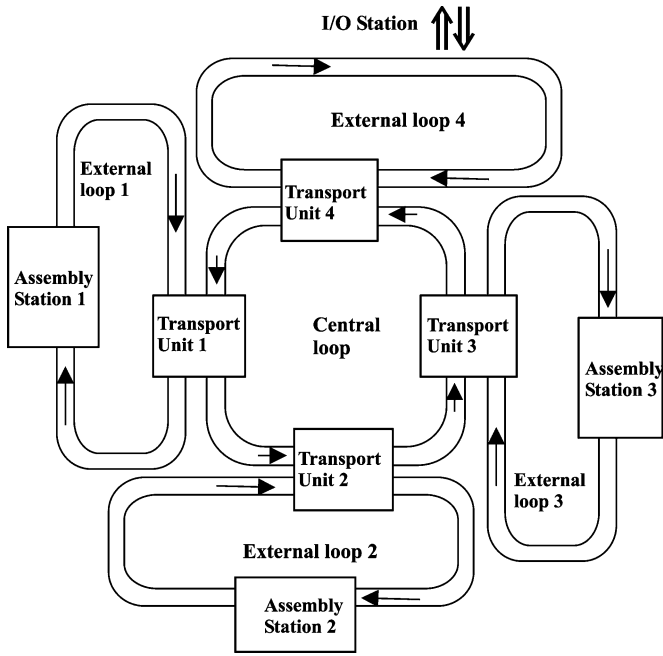 I/O Station
External loop 4
External
loop 1
Transport
Unit 4
Assembly
Station 1
Transport
Unit 1
Central
loop
Transport
Unit 3
Assembly
Station 3
Transport
Unit 2
External
loop 3
External loop 2
Assembly
Station 2